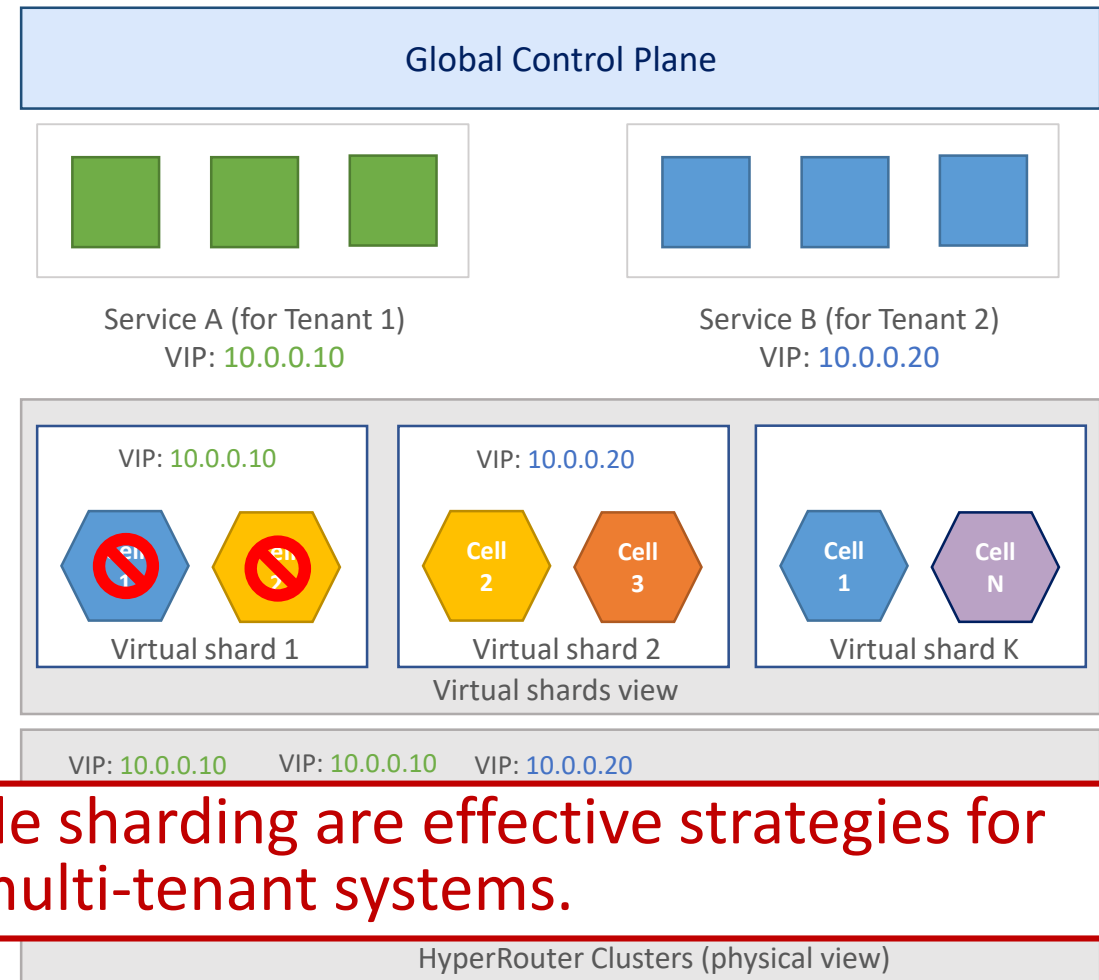 Global Control Plane
Service A (for Tenant 1)
VIP: 10.0.0.10
Service B (for Tenant 2)
VIP: 10.0.0.20
VIP: 10.0.0.10
VIP: 10.0.0.20
Cell
2
Cell
3
Cell
1
Cell
N
Virtual shard 1
Virtual shard 2
Virtual shard K
Virtual shards view
VIP: 10.0.0.10
VIP: 10.0.0.10
VIP: 10.0.0.20
sharding are effective strategies for
multi-tenant systems.
HyperRouter Clusters (physical view)